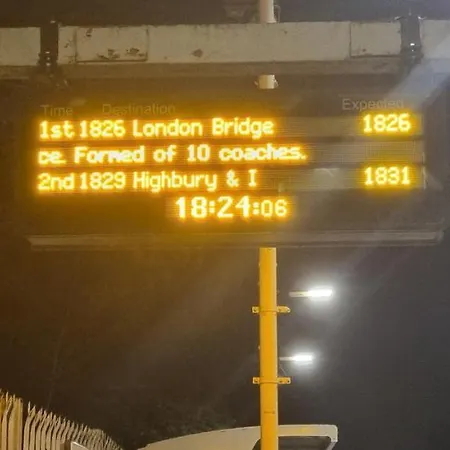 Time Destination Expected
1st 1826 London Bridge 1826
ce. Formed of 10 coaches.
2nd 1829 Highbury & I 1831
18:24:06